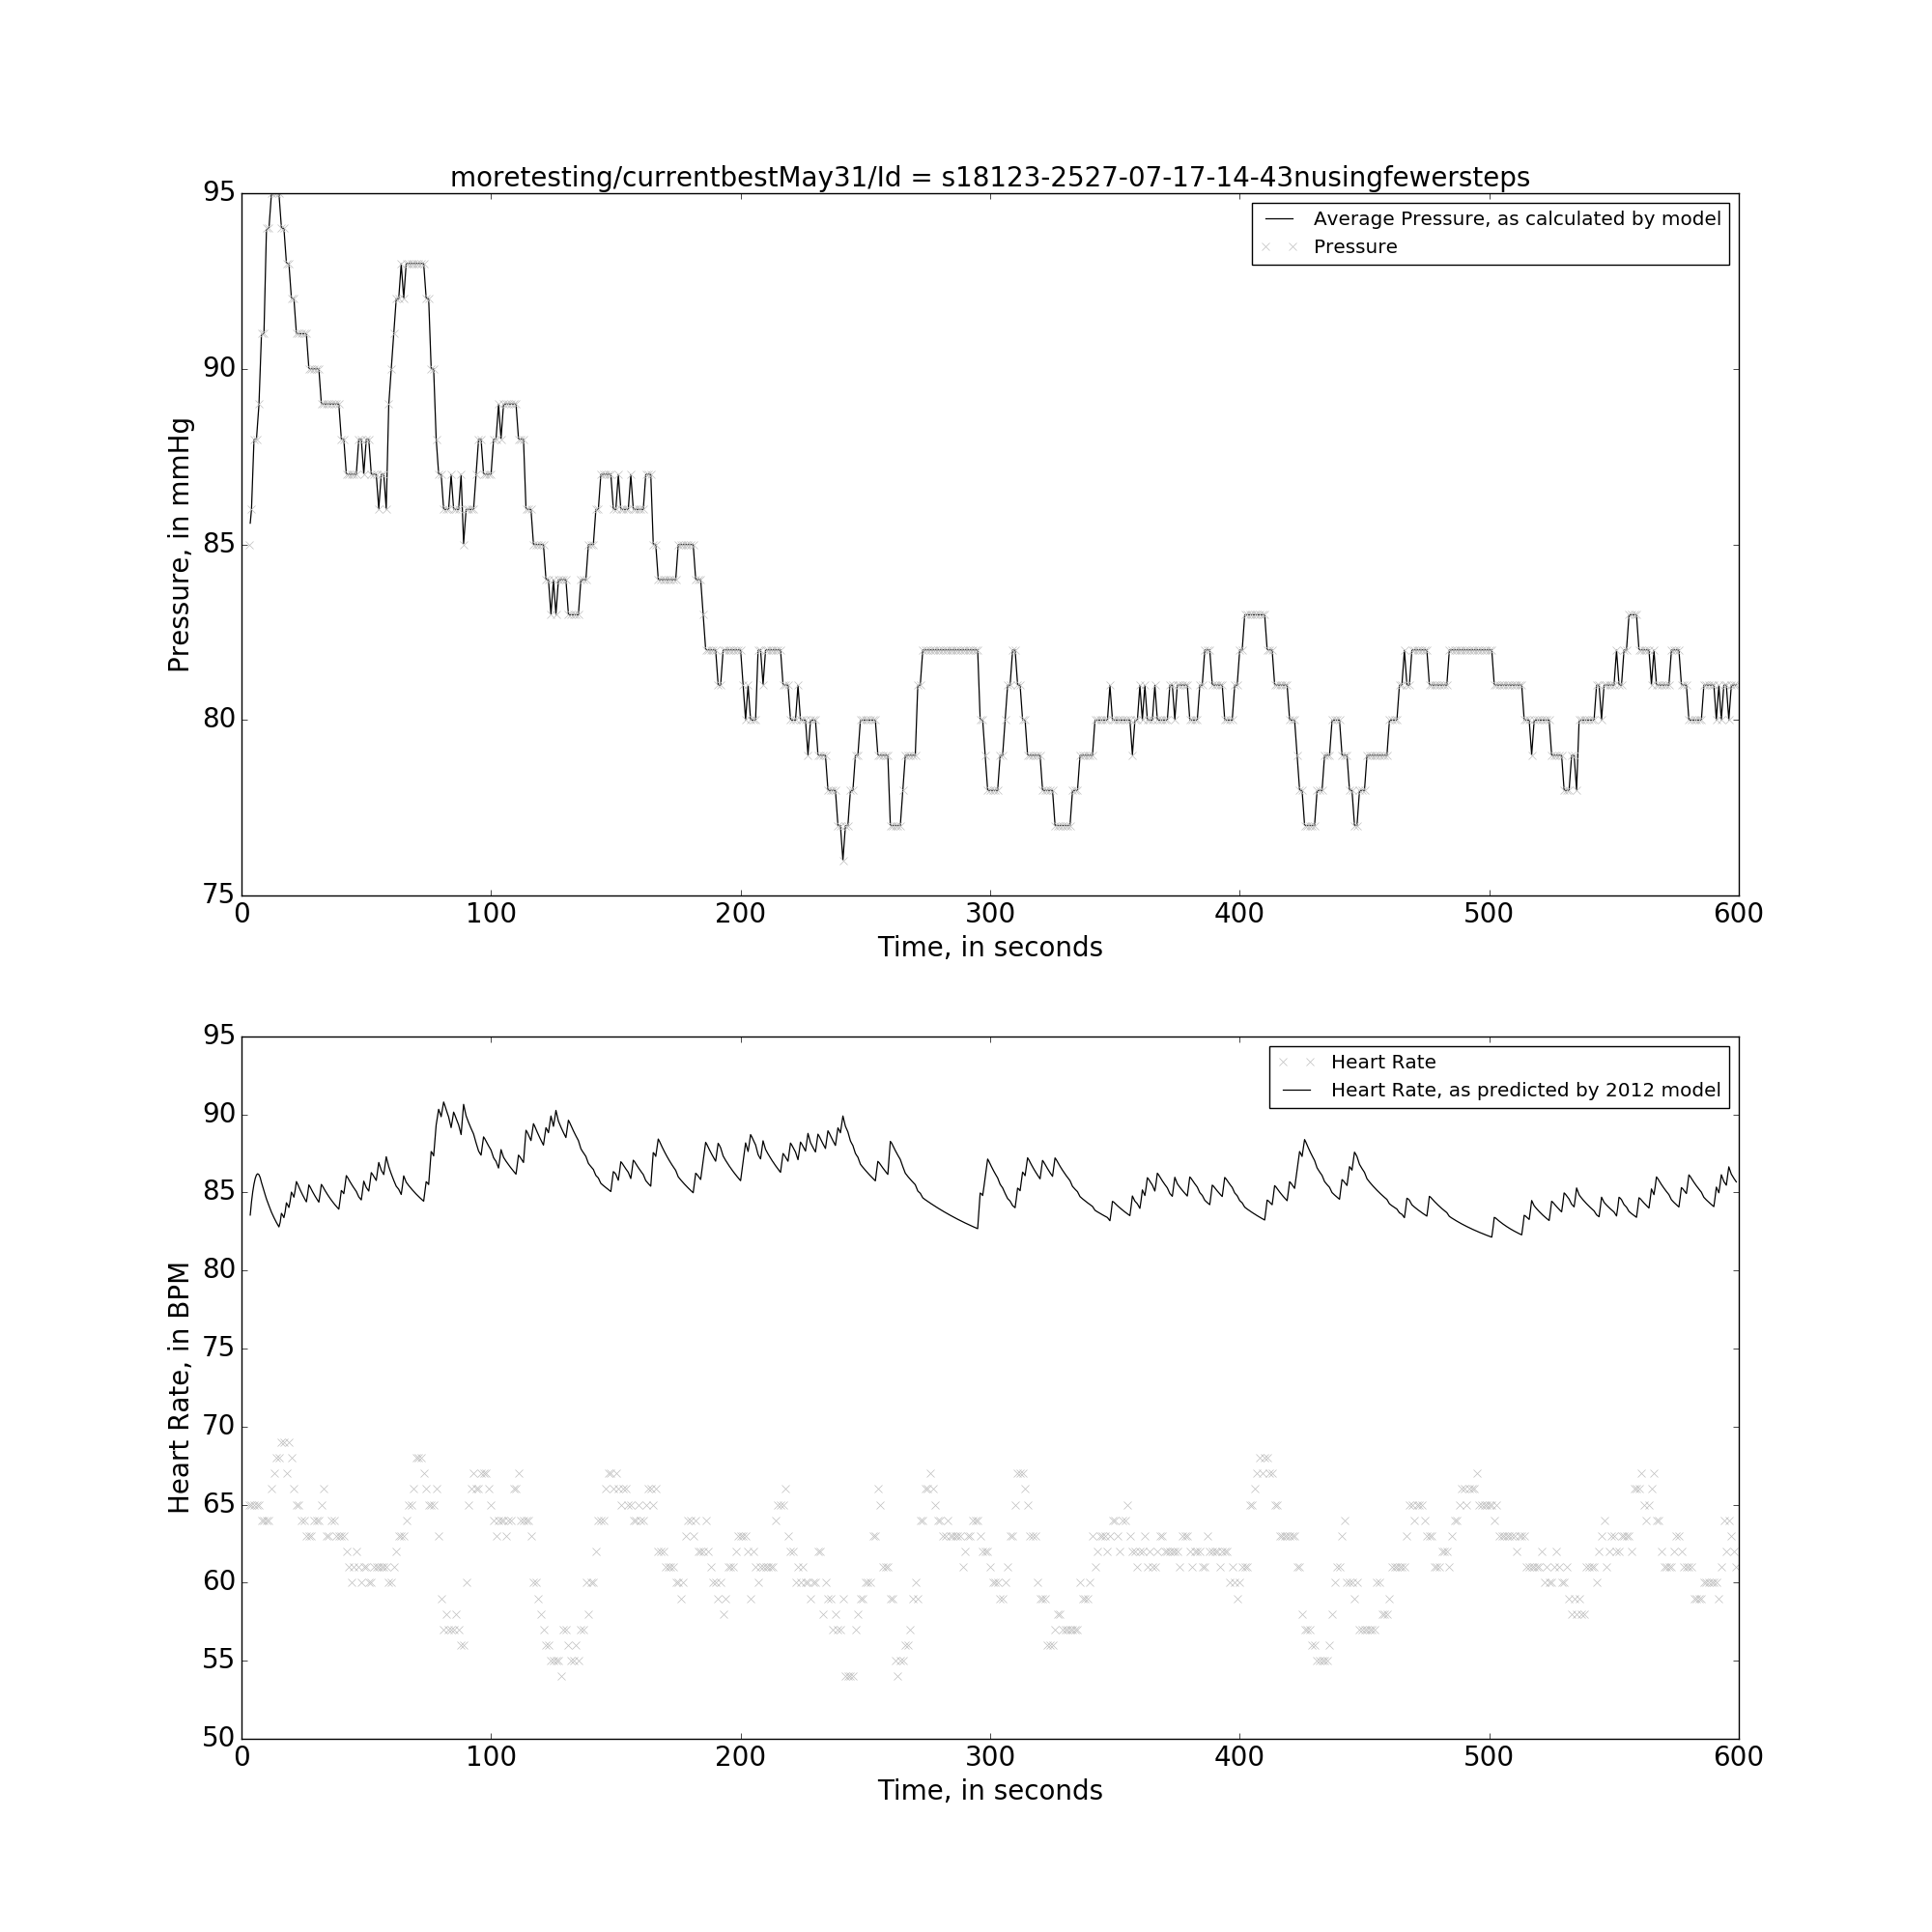 moretesting/currentbestMay31/Id = s18123-2527-07-17-14-43nusingfewersteps
95
90
85
80
75
Pressure, in mmHg
Average Pressure, as calculated by model
Pressure
0 100 200 300 400 500 600
Time, in seconds
95
90
85
80
75
70
65
60
55
50
Heart Rate, in BPM
Heart Rate
Heart Rate, as predicted by 2012 model
0 100 200 300 400 500 600
Time, in seconds